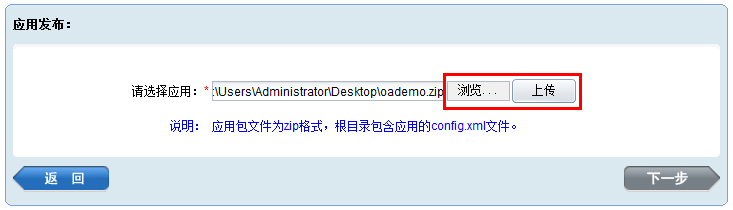 应用发布：
请选择应用：* :\Users\Administrator\Desktop\oademo.zip 浏览... 上传
说明： 应用包文件为zip格式，根目录包含应用的config.xml文件。
返 回 下一步